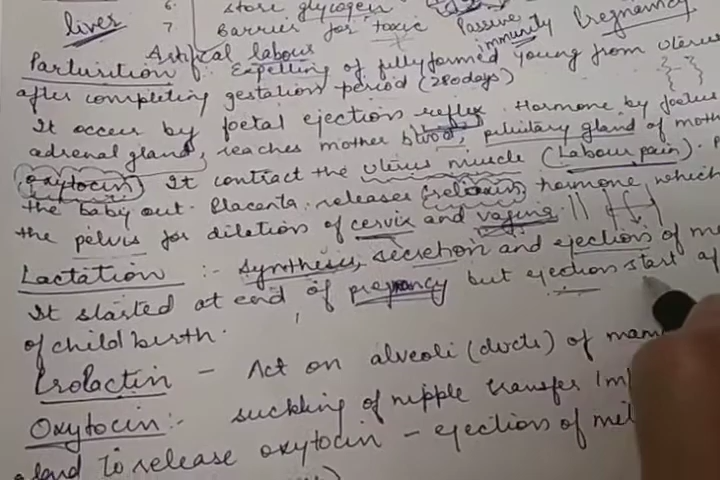 6. store glycogen
liver 7. Barrier for toxic Passive immunity Pregnancy
Artifical labour
Parturition :- Expelling of fully formed young from uterus
after completing gestation period (280days)
It occur by foetal ejection reflex. Hormone by foetus
adrenal gland, reaches mother blood, pituitary gland of moth
(oxytocin) It contract the uterus muscle (Labour pain). P
the baby out. Placenta releases (relaxin) hormone which
the pelvis for dilation of cervix and vagina
Lactation :- Synthesis, secretion and ejection of m
It started at end of pregnancy but ejection start af
of child birth.
Prolactin - Act on alveoli (ducts) of mam
Oxytocin:- suckling of nipple transfer im
gland to release oxytocin - ejection of mil